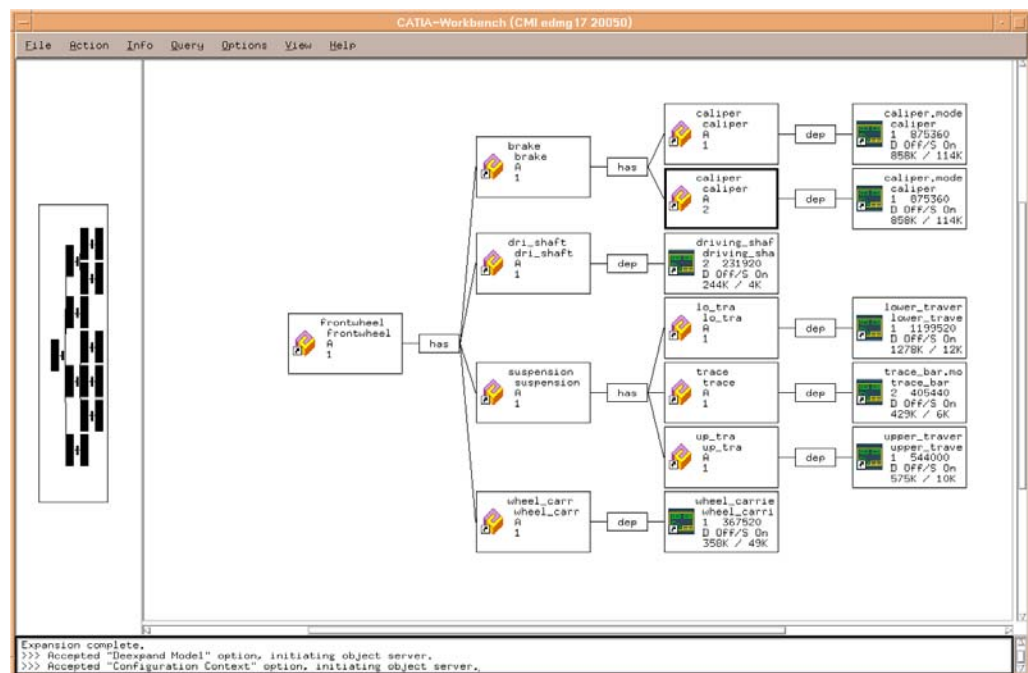 CATIA-Workbench (CMI edmg17 20050)
File Action Info Query Options View Help
frontwheel
frontwheel
A
1
has
brake
brake
A
1
has
caliper
caliper
A
1
dep
caliper.mode
caliper
1 875360
D Off/S On
858K / 114K
caliper
caliper
A
2
dep
caliper.mode
caliper
1 875360
D Off/S On
858K / 114K
dri_shaft
dri_shaft
A
1
dep
driving_shaf
driving_sha
2 231920
D Off/S On
244K / 4K
suspension
suspension
A
1
has
lo_tra
lo_tra
A
1
dep
lower_traver
lower_trave
1 1199520
D Off/S On
1278K / 12K
trace
trace
A
1
dep
trace_bar.mo
trace_bar
2 405440
D Off/S On
429K / 6K
up_tra
up_tra
A
1
dep
upper_traver
upper_trave
1 544000
D Off/S On
575K / 10K
wheel_carr
wheel_carr
A
1
dep
wheel_carrie
wheel_carri
1 367520
D Off/S On
358K / 49K
Expansion complete.
>>> Accepted "Deexpand Model" option, initiating object server.
>>> Accepted "Configuration Context" option, initiating object server.